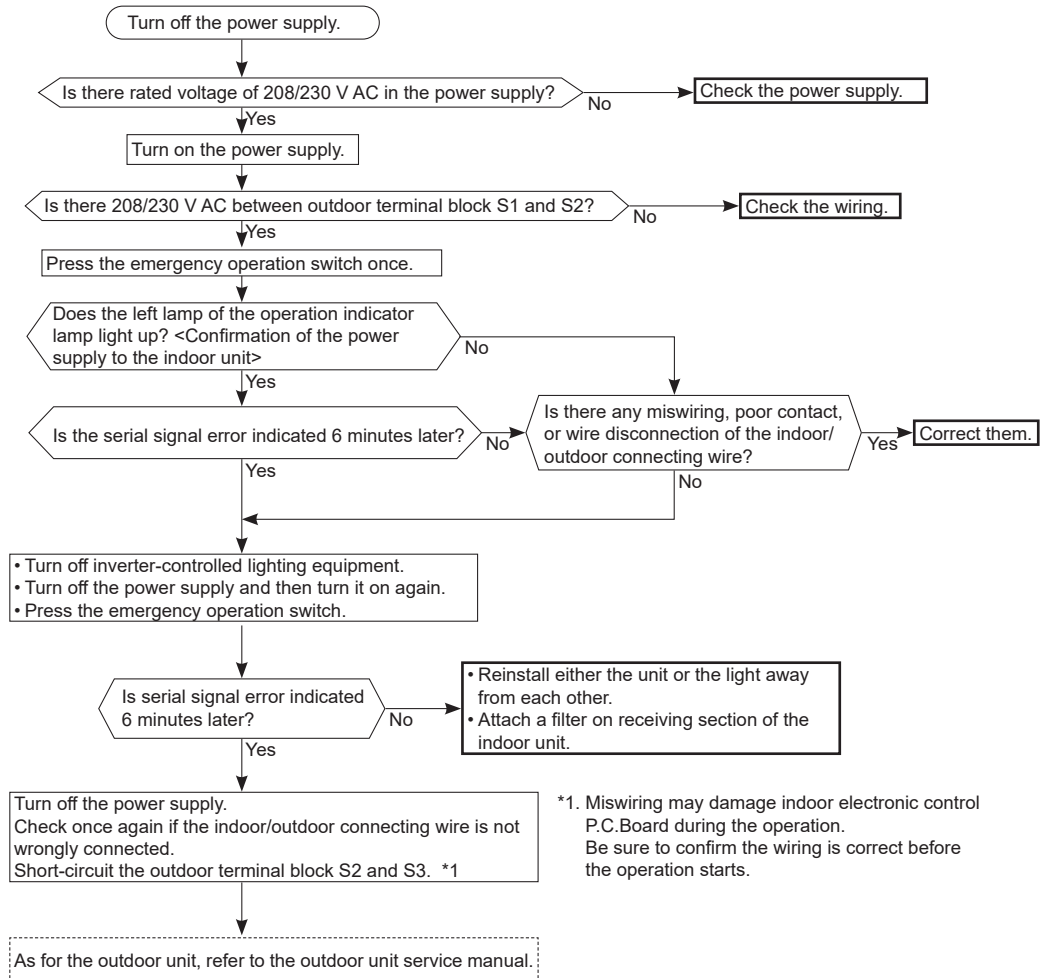 Turn off the power supply.
Is there rated voltage of 208/230 V AC in the power supply?
No
Check the power supply.
Yes
Turn on the power supply.
Is there 208/230 V AC between outdoor terminal block S1 and S2?
No
Check the wiring.
Yes
Press the emergency operation switch once.
Does the left lamp of the operation indicator
lamp light up? <Confirmation of the power
supply to the indoor unit>
No
Yes
Is the serial signal error indicated 6 minutes later?
No
Is there any miswiring, poor contact,
or wire disconnection of the indoor/
outdoor connecting wire?
Yes
Correct them.
Yes
No
• Turn off inverter-controlled lighting equipment.
• Turn off the power supply and then turn it on again.
• Press the emergency operation switch.
Is serial signal error indicated
6 minutes later?
No
• Reinstall either the unit or the light away
from each other.
• Attach a filter on receiving section of the
indoor unit.
Yes
Turn off the power supply.
Check once again if the indoor/outdoor connecting wire is not
wrongly connected.
Short-circuit the outdoor terminal block S2 and S3. *1
*1. Miswiring may damage indoor electronic control
P.C.Board during the operation.
Be sure to confirm the wiring is correct before
the operation starts.
As for the outdoor unit, refer to the outdoor unit service manual.